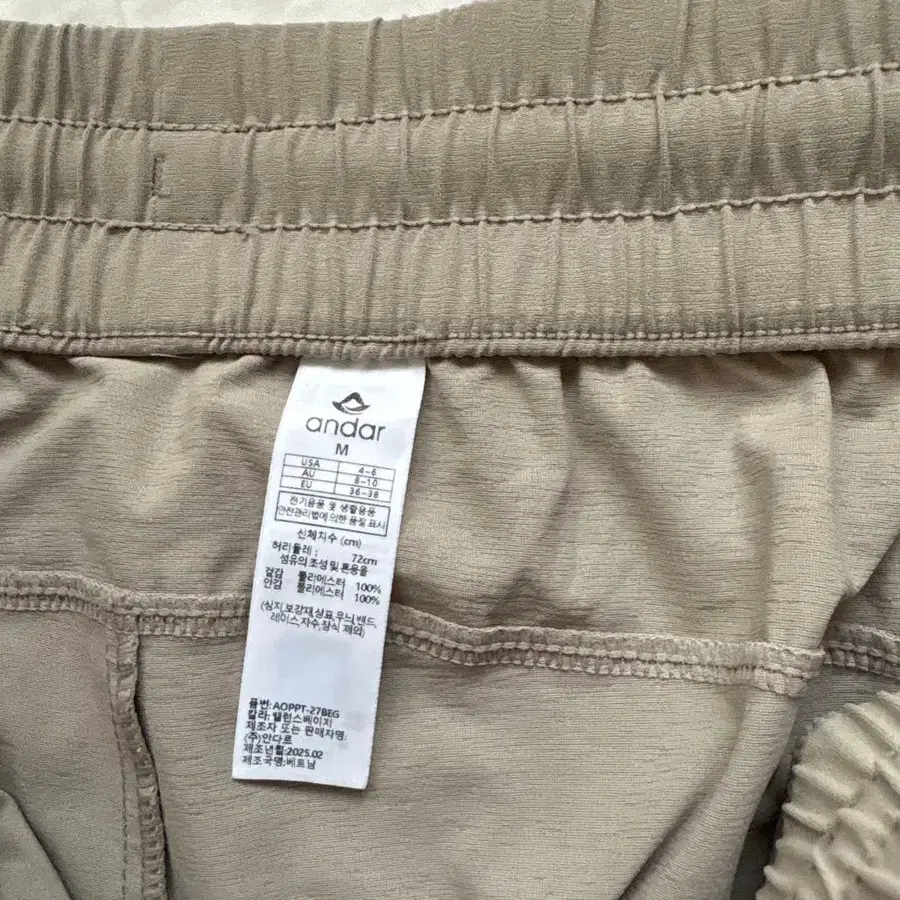 andar
M
USA 4-6
AU 8-10
EU 36-38
전기용품 및 생활용품
안전관리법에 의한 품질 표시
신체치수 (cm)
허리둘레 : 72cm
섬유의 조성 및 혼용율
겉감 폴리에스터 100%
안감 폴리에스터 100%
(심지,보강재,상표,무늬,밴드,
레이스,자수,장식 제외)
품번: AOPPT-27BEG
칼라: 밸런스베이지
제조자 또는 판매자명:
(주)안다르
제조년월:2025.02
제조국명:베트남